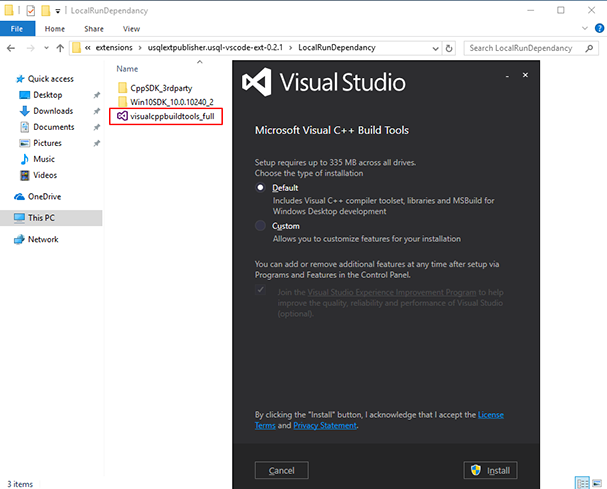 LocalRunDependancy
File
Home
Share
View
« extensions › usqlextpublisher.usql-vscode-ext-0.2.1 › LocalRunDependancy
Search LocalRunDependancy
Quick access
Desktop
Downloads
Documents
Pictures
Music
Videos
OneDrive
This PC
Network
Name
CppSDK_3rdparty
Win10SDK_10.0.10240_2
visualcppbuildtools_full
Visual Studio
Microsoft Visual C++ Build Tools
Setup requires up to 335 MB across all drives.
Choose the type of installation
Default
Includes Visual C++ compiler toolset, libraries and MSBuild for
Windows Desktop development
Custom
Allows you to customize features for your installation
You can add or remove additional features at any time after setup via
Programs and Features in the Control Panel.
Join the Visual Studio Experience Improvement Program to help
improve the quality, reliability and performance of Visual Studio
(optional).
By clicking the "Install" button, I acknowledge that I accept the License
Terms and Privacy Statement.
Cancel
Install
3 items